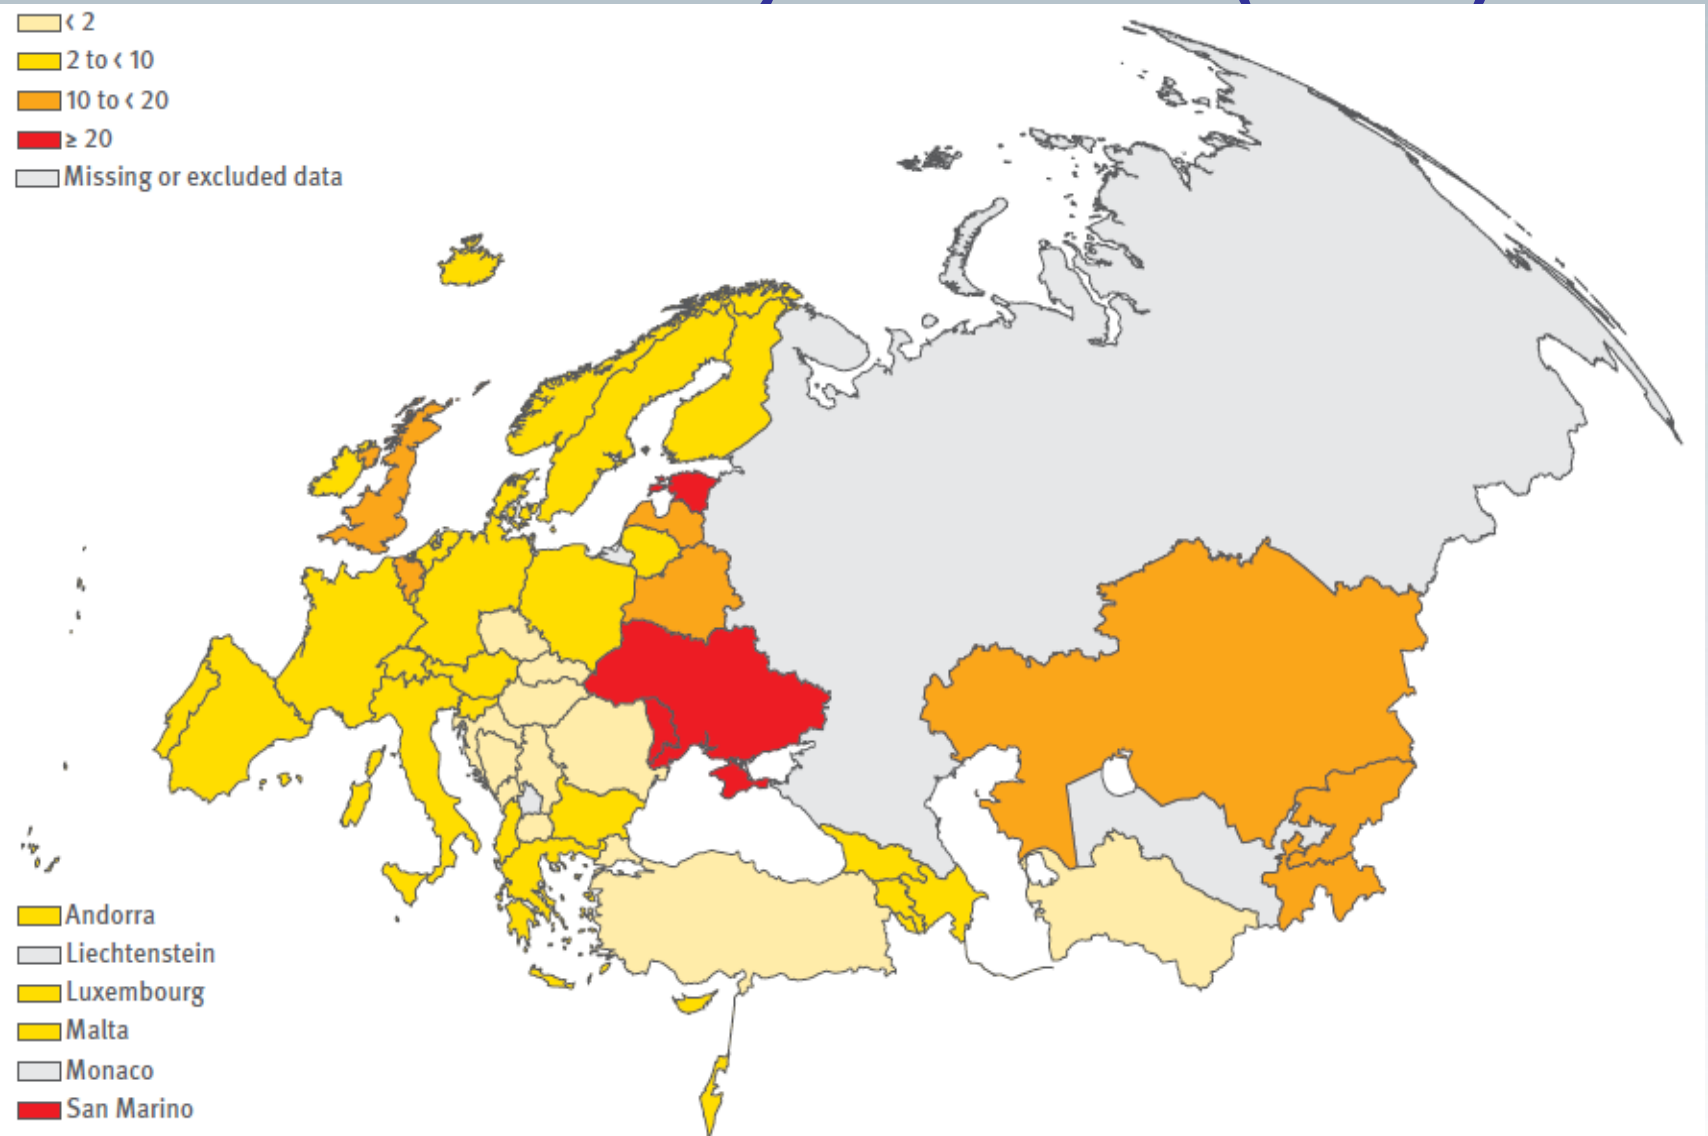 < 2
2 to < 10
10 to < 20
≥ 20
Missing or excluded data
Andorra
Liechtenstein
Luxembourg
Malta
Monaco
San Marino